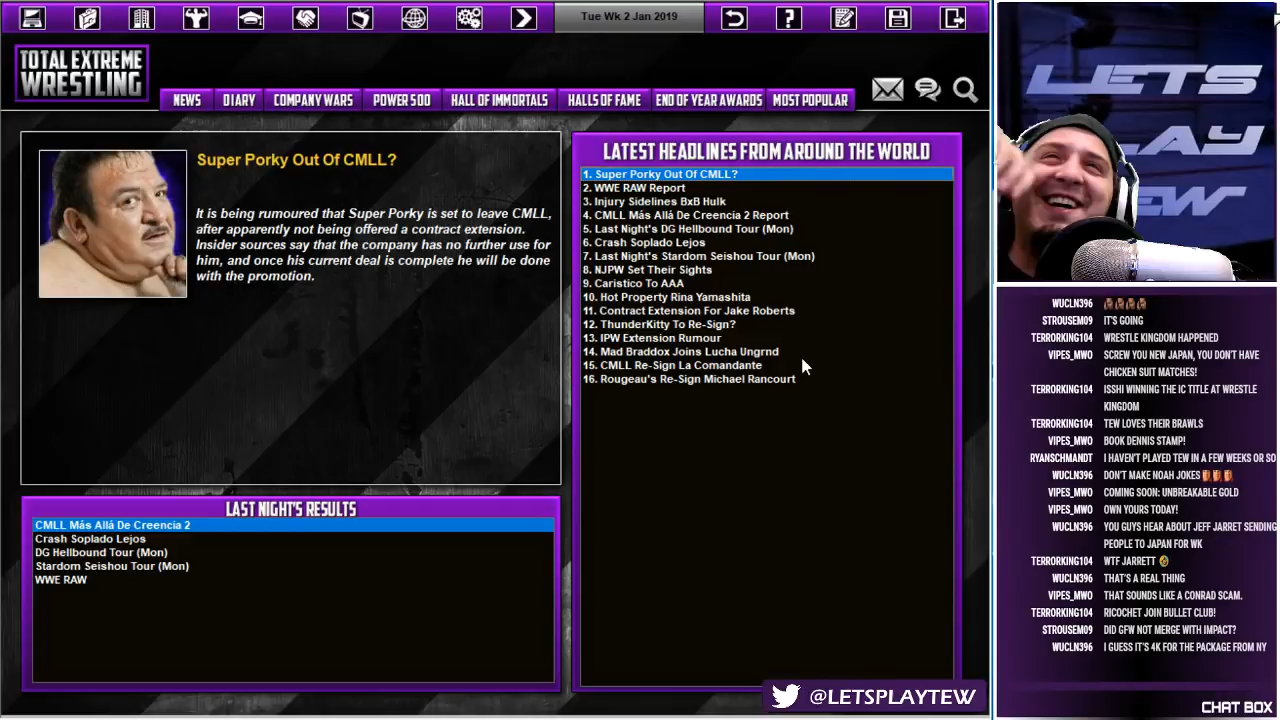 Tue Wk 2 Jan 2019
TOTAL EXTREME
WRESTLING
NEWS
DIARY
COMPANY WARS
POWER 500
HALL OF IMMORTALS
HALLS OF FAME
END OF YEAR AWARDS
MOST POPULAR
Super Porky Out Of CMLL?
It is being rumoured that Super Porky is set to leave CMLL,
after apparently not being offered a contract extension.
Insider sources say that the company has no further use for
him, and once his current deal is complete he will be done
with the promotion.
LATEST HEADLINES FROM AROUND THE WORLD
1. Super Porky Out Of CMLL?
2. WWE RAW Report
3. Injury Sidelines BxB Hulk
4. CMLL Más Allá De Creencia 2 Report
5. Last Night's DG Hellbound Tour (Mon)
6. Crash Soplado Lejos
7. Last Night's Stardom Seishou Tour (Mon)
8. NJPW Set Their Sights
9. Caristico To AAA
10. Hot Property Rina Yamashita
11. Contract Extension For Jake Roberts
12. ThunderKitty To Re-Sign?
13. IPW Extension Rumour
14. Mad Braddox Joins Lucha Ungrnd
15. CMLL Re-Sign La Comandante
16. Rougeau's Re-Sign Michael Rancourt
LAST NIGHT'S RESULTS
CMLL Más Allá De Creencia 2
Crash Soplado Lejos
DG Hellbound Tour (Mon)
Stardom Seishou Tour (Mon)
WWE RAW
@LETSPLAYTEW
LETS
WUCLN396
STROUSEM09 IT'S GOING
TERRORKING104 WRESTLE KINGDOM HAPPENED
VIPES_MWO SCREW YOU NEW JAPAN, YOU DON'T HAVE
CHICKEN SUIT MATCHES!
TERRORKING104 ISSHI WINNING THE IC TITLE AT WRESTLE
KINGDOM
TERRORKING104 TEW LOVES THEIR BRAWLS
VIPES_MWO BOOK DENNIS STAMP!
RYANSCHMANDT I HAVEN'T PLAYED TEW IN A FEW WEEKS OR SO
WUCLN396 DON'T MAKE NOAH JOKES
VIPES_MWO COMING SOON: UNBREAKABLE GOLD
VIPES_MWO OWN YOURS TODAY!
WUCLN396 YOU GUYS HEAR ABOUT JEFF JARRET SENDING
PEOPLE TO JAPAN FOR WK
TERRORKING104 WTF JARRETT
WUCLN396 THAT'S A REAL THING
VIPES_MWO THAT SOUNDS LIKE A CONRAD SCAM.
TERRORKING104 RICOCHET JOIN BULLET CLUB!
STROUSEM09 DID GFW NOT MERGE WITH IMPACT?
WUCLN396 I GUESS IT'S 4K FOR THE PACKAGE FROM NY
CHAT BOX